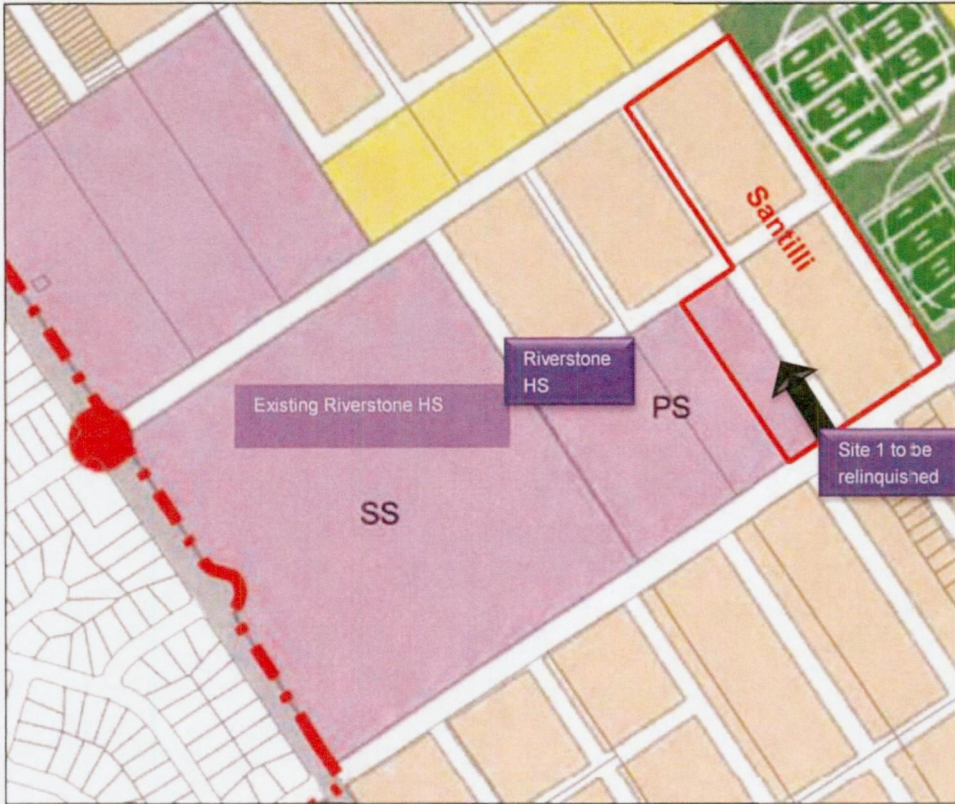 Santilli
Riverstone
HS
Existing Riverstone HS
PS
Site 1 to be
relinquished
SS